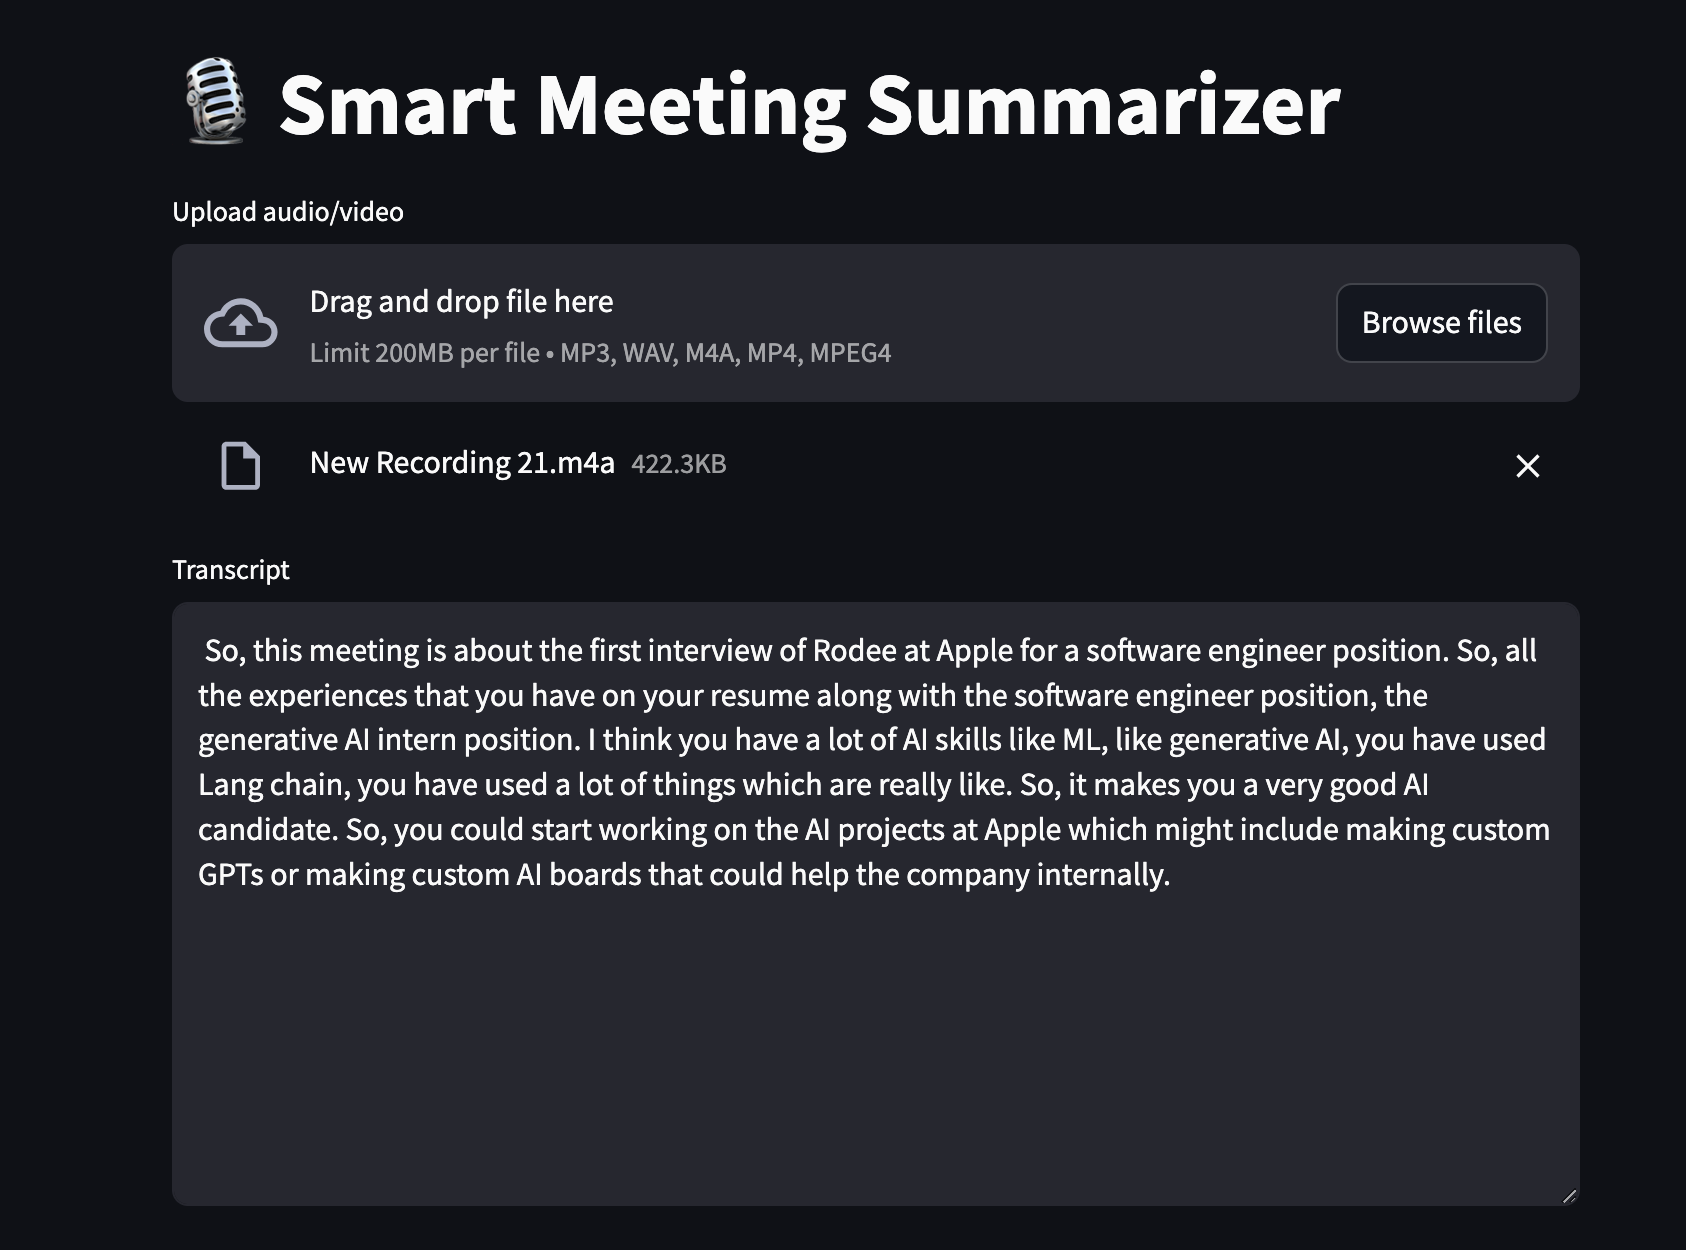 Smart Meeting Summarizer
Upload audio/video
Drag and drop file here
Limit 200MB per file • MP3, WAV, M4A, MP4, MPEG4
Browse files
New Recording 21.m4a 422.3KB
Transcript
So, this meeting is about the first interview of Rodee at Apple for a software engineer position. So, all
the experiences that you have on your resume along with the software engineer position, the
generative AI intern position. I think you have a lot of AI skills like ML, like generative AI, you have used
Lang chain, you have used a lot of things which are really like. So, it makes you a very good AI
candidate. So, you could start working on the AI projects at Apple which might include making custom
GPTs or making custom AI boards that could help the company internally.